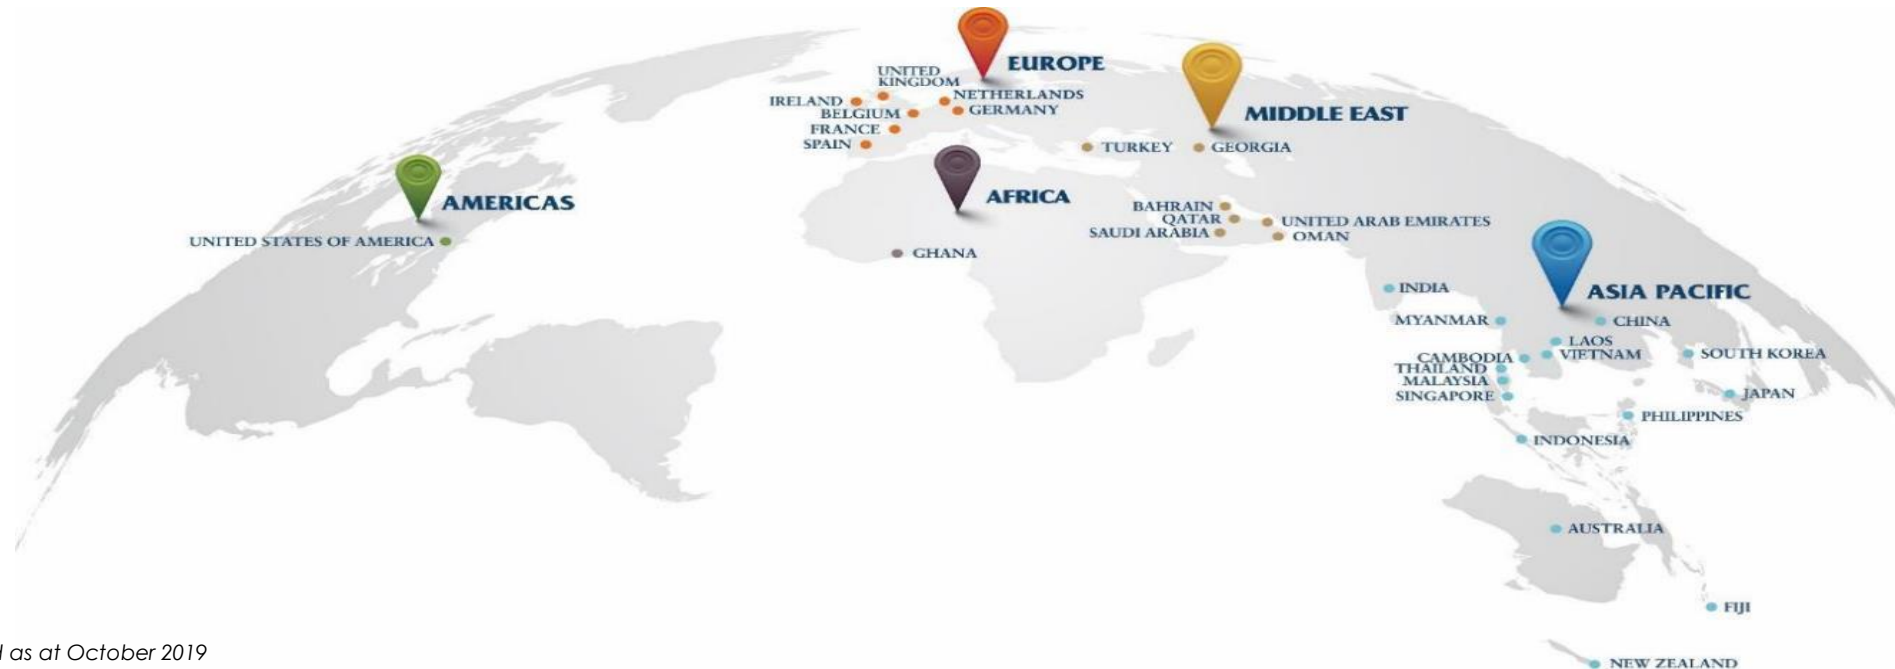 EUROPE
UNITED
KINGDOM
IRELAND
NETHERLANDS
BELGIUM
GERMANY
FRANCE
SPAIN
MIDDLE EAST
TURKEY
GEORGIA
AMERICAS
UNITED STATES OF AMERICA
AFRICA
GHANA
BAHRAIN
QATAR
UNITED ARAB EMIRATES
SAUDI ARABIA
OMAN
ASIA PACIFIC
INDIA
MYANMAR
CHINA
LAOS
CAMBODIA
VIETNAM
SOUTH KOREA
THAILAND
MALAYSIA
SINGAPORE
JAPAN
PHILIPPINES
INDONESIA
AUSTRALIA
FIJI
NEW ZEALAND
as at October 2019